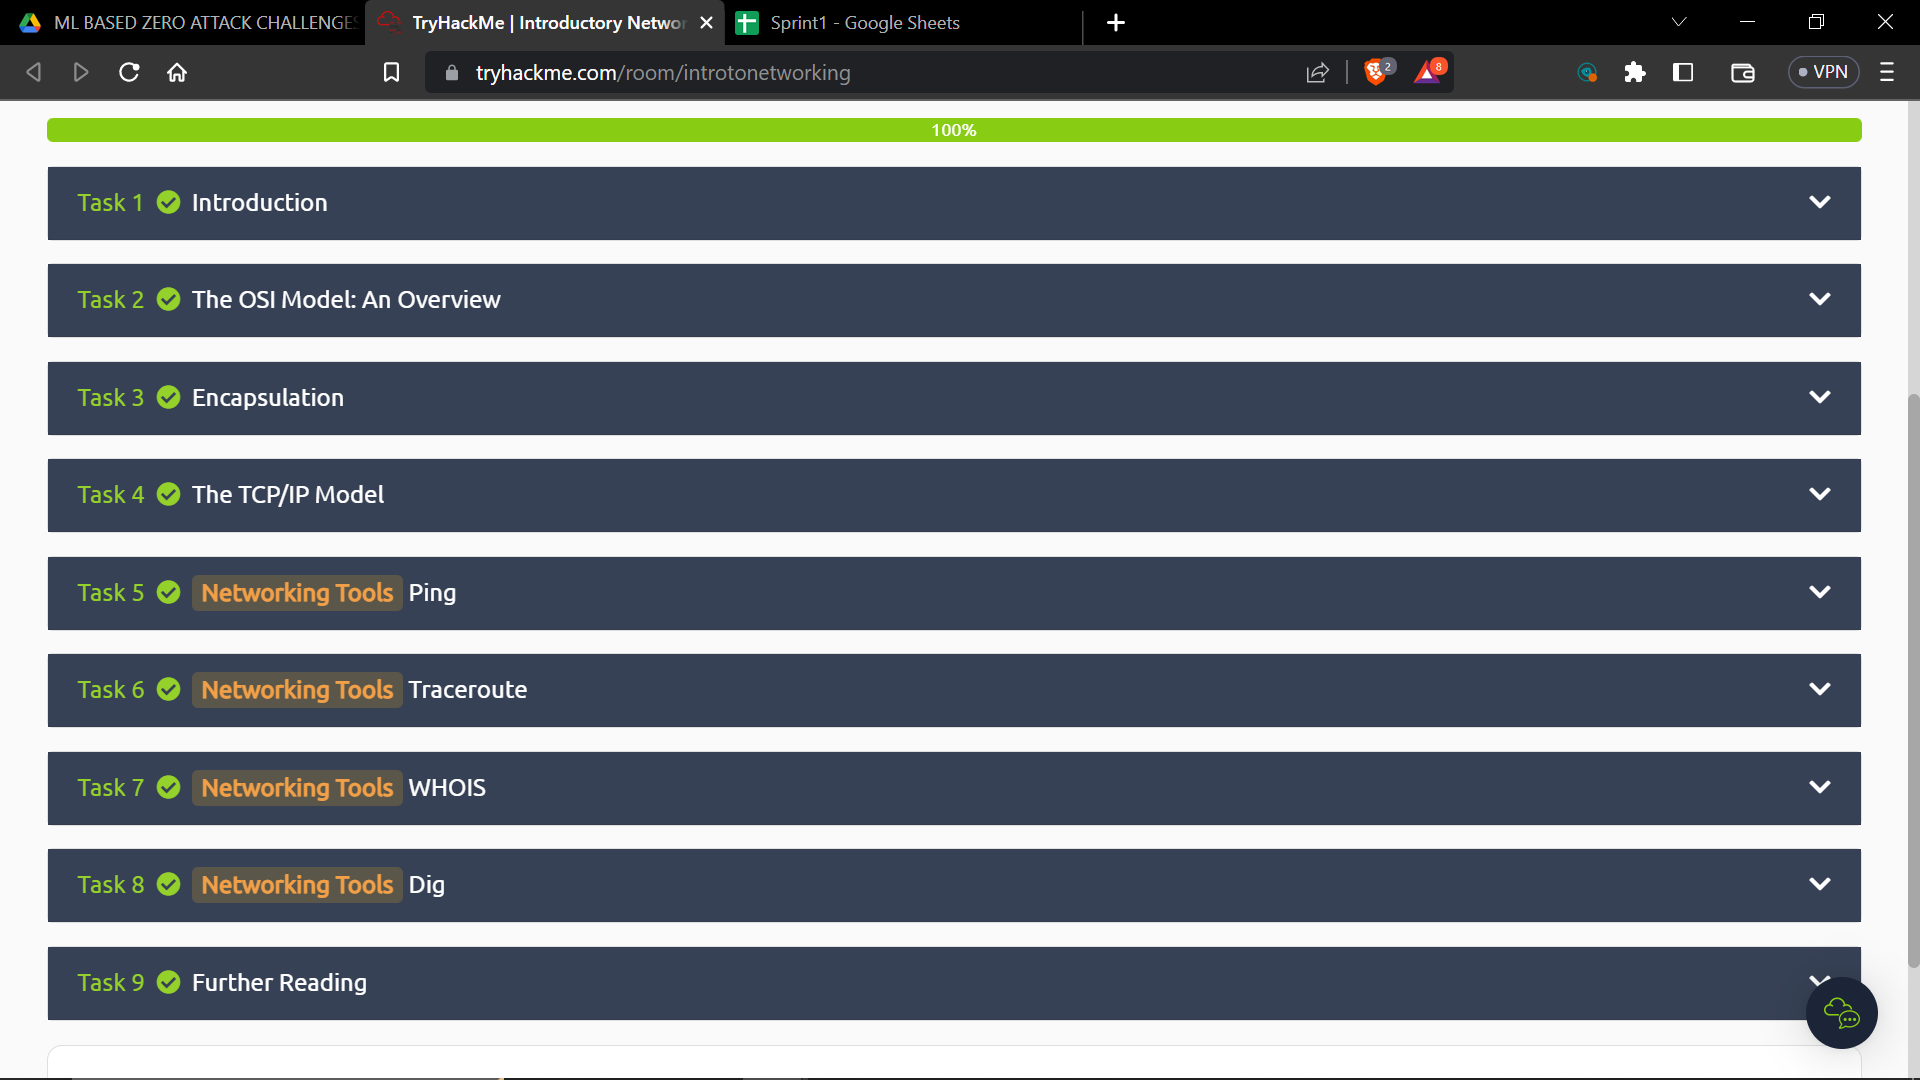 ML BASED ZERO ATTACK CHALLENGES
TryHackMe | Introductory Networ
Sprint1 - Google Sheets
tryhackme.com/room/introtonetworking
2
8
VPN
100%
Task 1 Introduction
Task 2 The OSI Model: An Overview
Task 3 Encapsulation
Task 4 The TCP/IP Model
Task 5 Networking Tools Ping
Task 6 Networking Tools Traceroute
Task 7 Networking Tools WHOIS
Task 8 Networking Tools Dig
Task 9 Further Reading